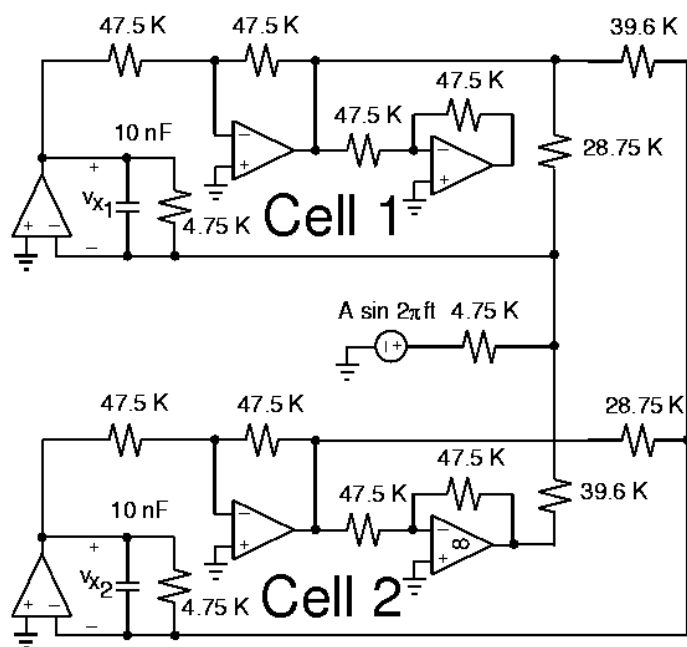 47.5 K
47.5 K
39.6 K
47.5 K
47.5 K
10 nF
28.75 K
+
vX1
−
4.75 K
Cell 1
−
+
−
+
+ −
A sin 2πft 4.75 K
− +
47.5 K
47.5 K
28.75 K
47.5 K
47.5 K
10 nF
39.6 K
+
vX2
−
4.75 K
Cell 2
−
+
−
+
∞
+ −